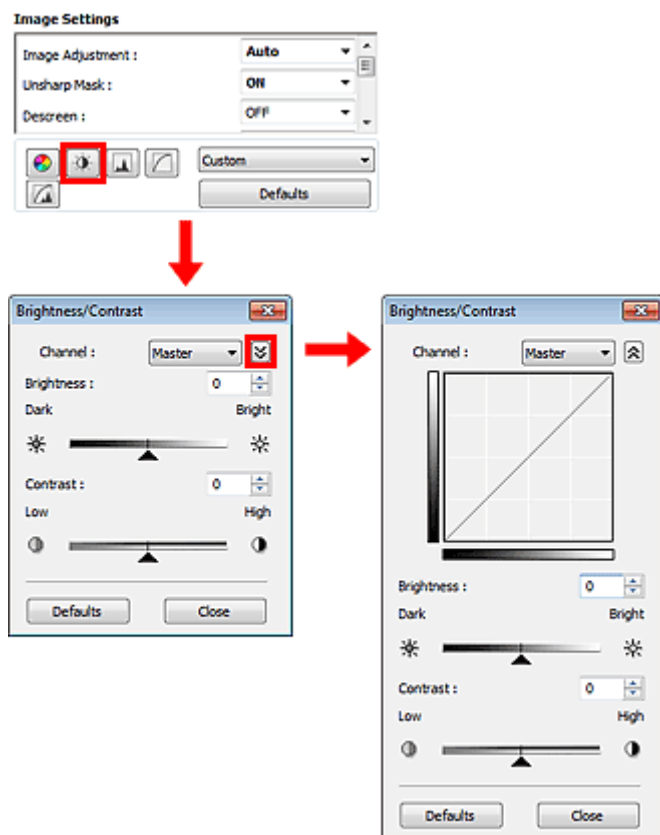 Image Settings
Image Adjustment : Auto
Unsharp Mask : ON
Descreen : OFF
Custom
Defaults
Brightness/Contrast
Channel : Master
Brightness : 0
Dark Bright
Contrast : 0
Low High
Defaults Close
Brightness/Contrast
Channel : Master
Brightness : 0
Dark Bright
Contrast : 0
Low High
Defaults Close